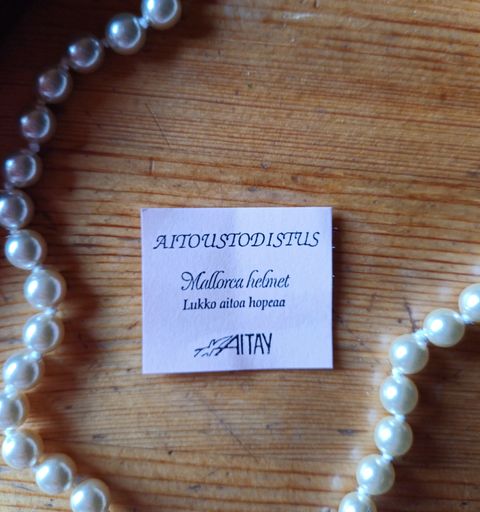 AITOUSTODISTUS
Mallorca helmet
Lukko aitoa hopeaa
AITAY